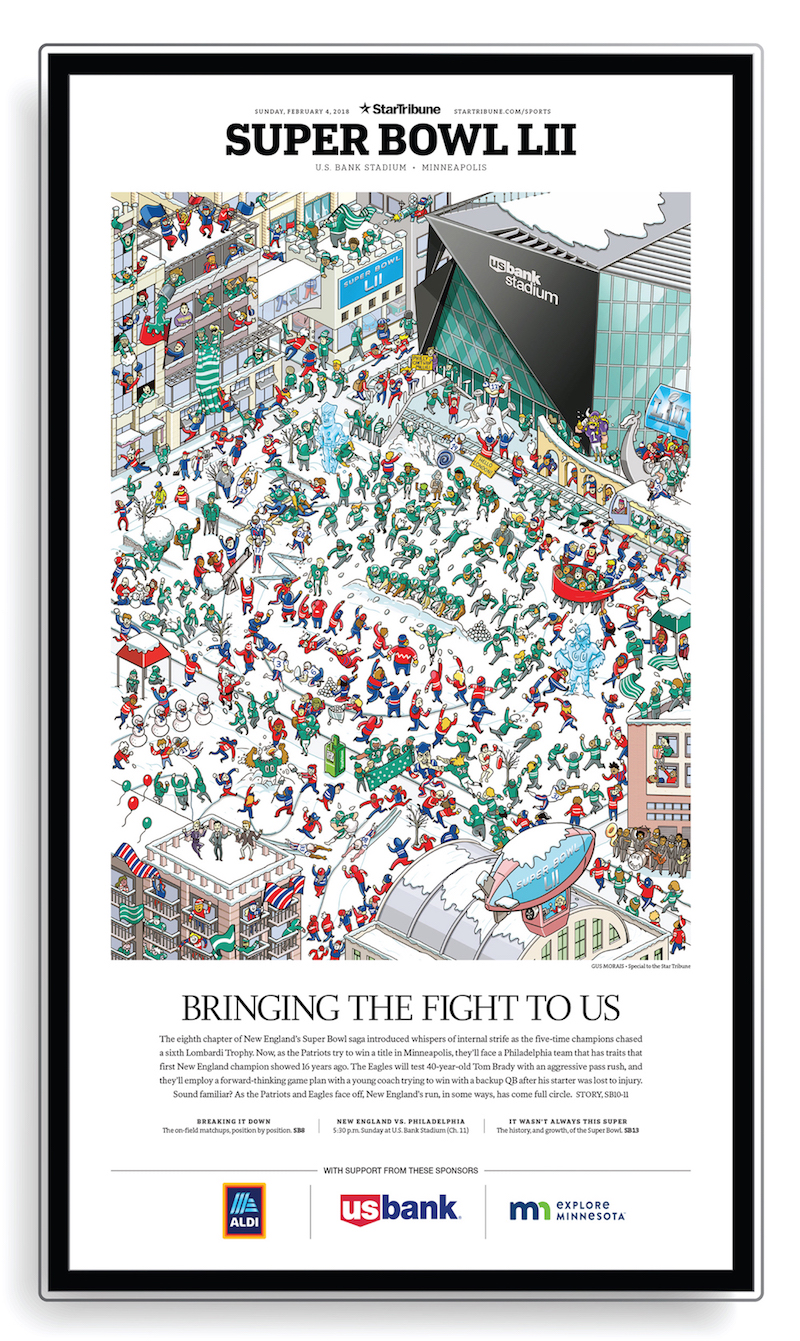 SUNDAY, FEBRUARY 4, 2018 StarTribune STARTRIBUNE.COM/SPORTS
SUPER BOWL LII
U.S. BANK STADIUM • MINNEAPOLIS
usbank
stadium
SUPER BOWL
LII
LII
SUPER BOWL
LII
GUS MORAIS • Special to the Star Tribune
BRINGING THE FIGHT TO US
The eighth chapter of New England's Super Bowl saga introduced whispers of internal strife as the five-time champions chased
a sixth Lombardi Trophy. Now, as the Patriots try to win a title in Minneapolis, they'll face a Philadelphia team that has traits that
first New England champion showed 16 years ago. The Eagles will test 40-year-old Tom Brady with an aggressive pass rush, and
they'll employ a forward-thinking game plan with a young coach trying to win with a backup QB after his starter was lost to injury.
Sound familiar? As the Patriots and Eagles face off, New England's run, in some ways, has come full circle. STORY, SB10-11
BREAKING IT DOWN
The on-field matchups, position by position. SB8
NEW ENGLAND VS. PHILADELPHIA
5:30 p.m. Sunday at U.S. Bank Stadium (Ch. 11)
IT WASN'T ALWAYS THIS SUPER
The history, and growth, of the Super Bowl. SB13
WITH SUPPORT FROM THESE SPONSORS
ALDI
usbank
mn EXPLORE
MINNESOTA